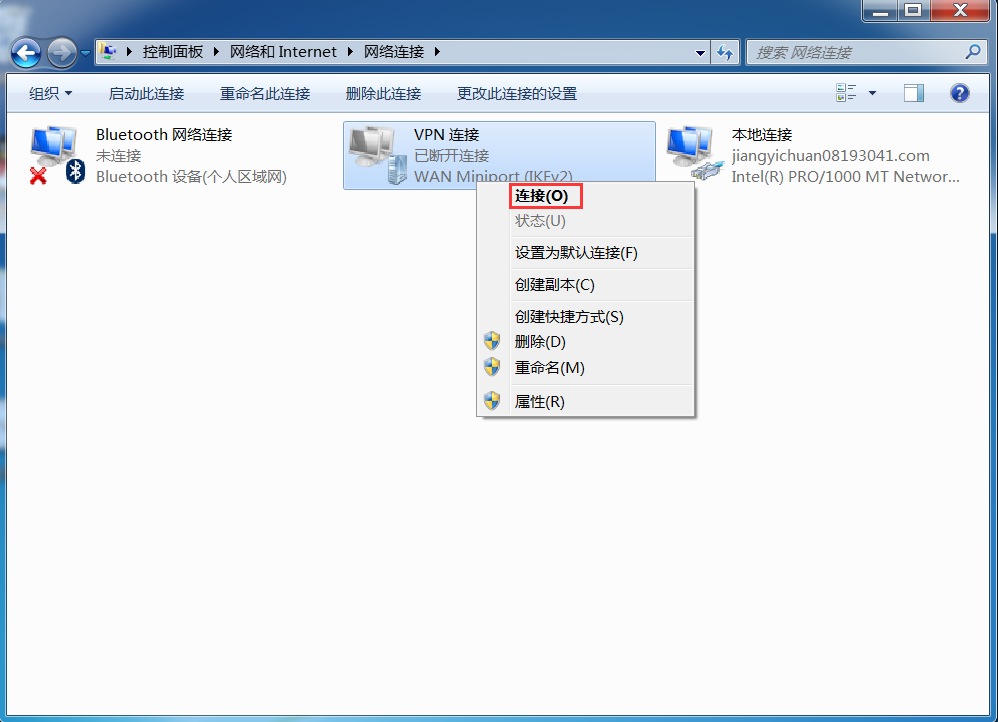 控制面板 网络和 Internet 网络连接
搜索 网络连接
组织 启动此连接 重命名此连接 删除此连接 更改此连接的设置
Bluetooth 网络连接
未连接
Bluetooth 设备(个人区域网)
VPN 连接
已断开连接
WAN Miniport (IKEv2)
本地连接
jiangyichuan08193041.com
Intel(R) PRO/1000 MT Networ...
连接(O)
状态(U)
设置为默认连接(F)
创建副本(C)
创建快捷方式(S)
删除(D)
重命名(M)
属性(R)